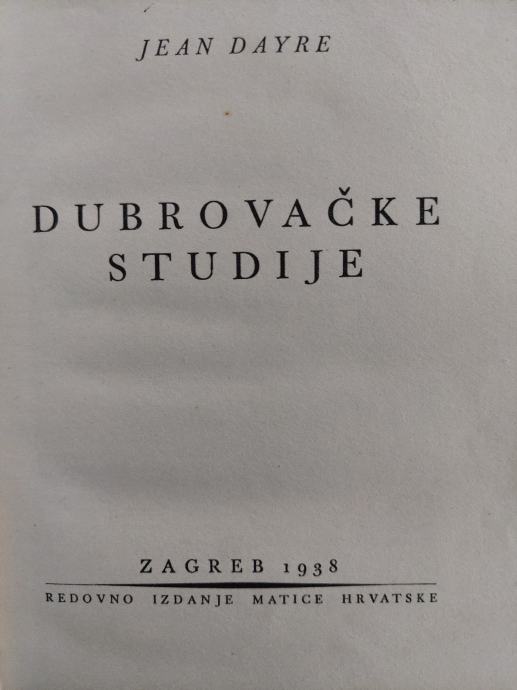 JEAN DAYRE
DUBROVAČKE
STUDIJE
ZAGREB 1938
REDOVNO IZDANJE MATICE HRVATSKE